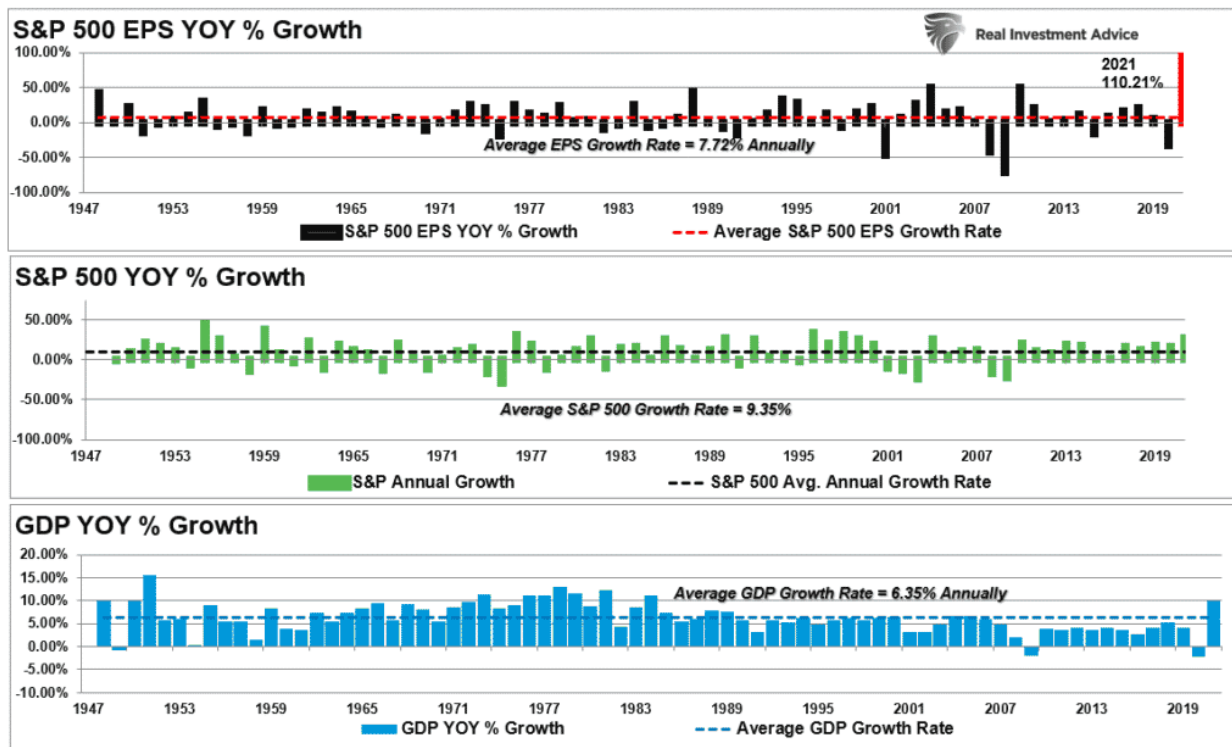 S&P 500 EPS YOY % Growth
Real Investment Advice
100.00%
2021
110.21%
50.00%
0.00%
-50.00%
Average EPS Growth Rate = 7.72% Annually
-100.00%
1947 1953 1959 1965 1971 1977 1983 1989 1995 2001 2007 2013 2019
S&P 500 EPS YOY % Growth Average S&P 500 EPS Growth Rate
S&P 500 YOY % Growth
50.00%
0.00%
-50.00%
Average S&P 500 Growth Rate = 9.35%
-100.00%
1947 1953 1959 1965 1971 1977 1983 1989 1995 2001 2007 2013 2019
S&P Annual Growth S&P 500 Avg. Annual Growth Rate
GDP YOY % Growth
20.00%
15.00%
Average GDP Growth Rate = 6.35% Annually
10.00%
5.00%
0.00%
-5.00%
-10.00%
1947 1953 1959 1965 1971 1977 1983 1989 1995 2001 2007 2013 2019
GDP YOY % Growth Average GDP Growth Rate